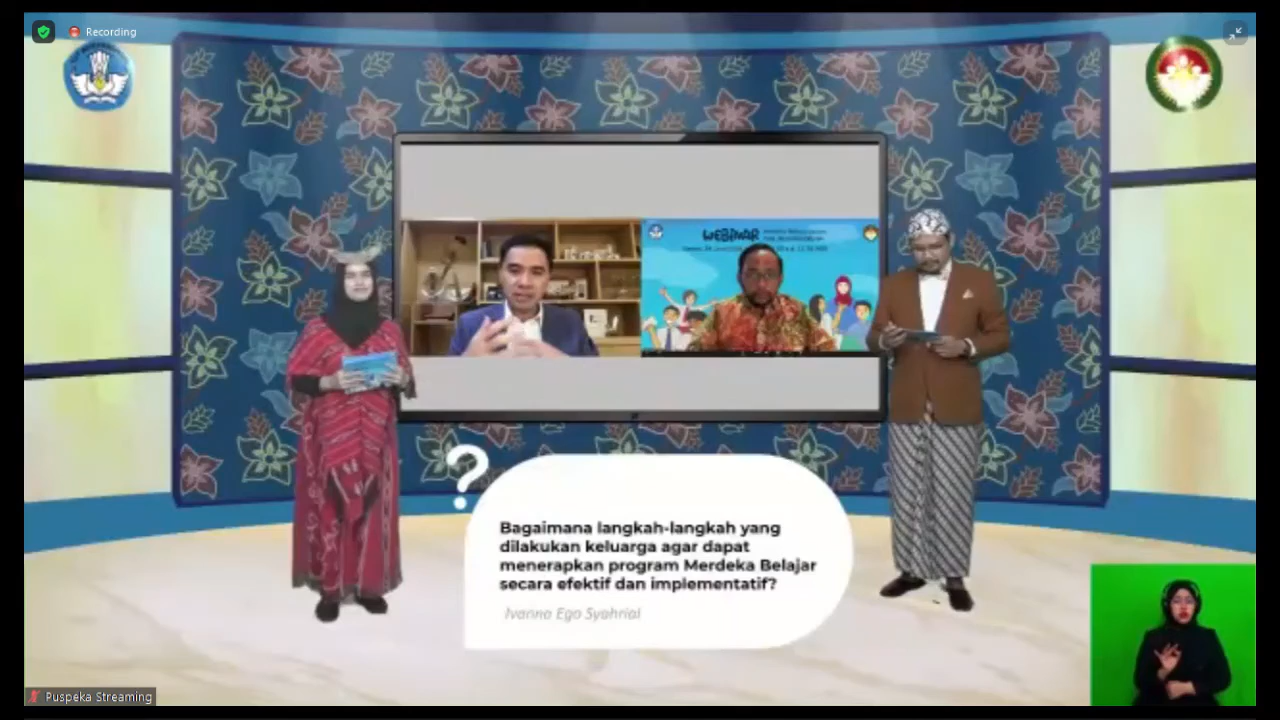 Recording
WEBINAR
Bagaimana langkah-langkah yang
dilakukan keluarga agar dapat
menerapkan program Merdeka Belajar
secara efektif dan implementatif?
Ivanna Ega Syahrial
Puspeka Streaming